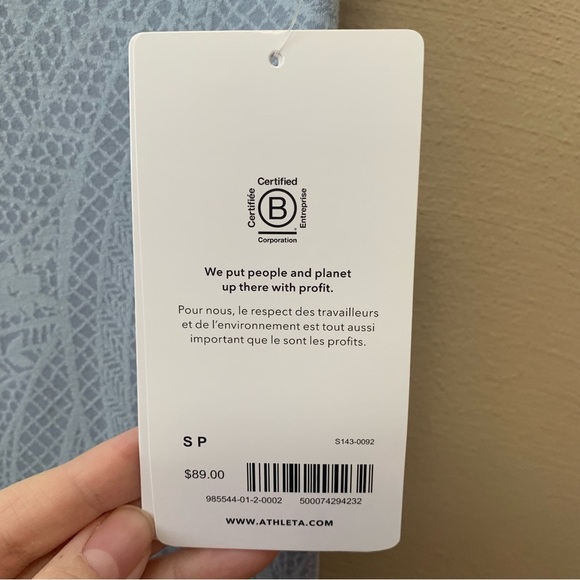 Certified
Certifiée
B
Entreprise
Corporation
We put people and planet
up there with profit.
Pour nous, le respect des travailleurs
et de l'environnement est tout aussi
important que le sont les profits.
S P
S143-0092
$89.00
985544-01-2-0002 500074294232
WWW.ATHLETA.COM